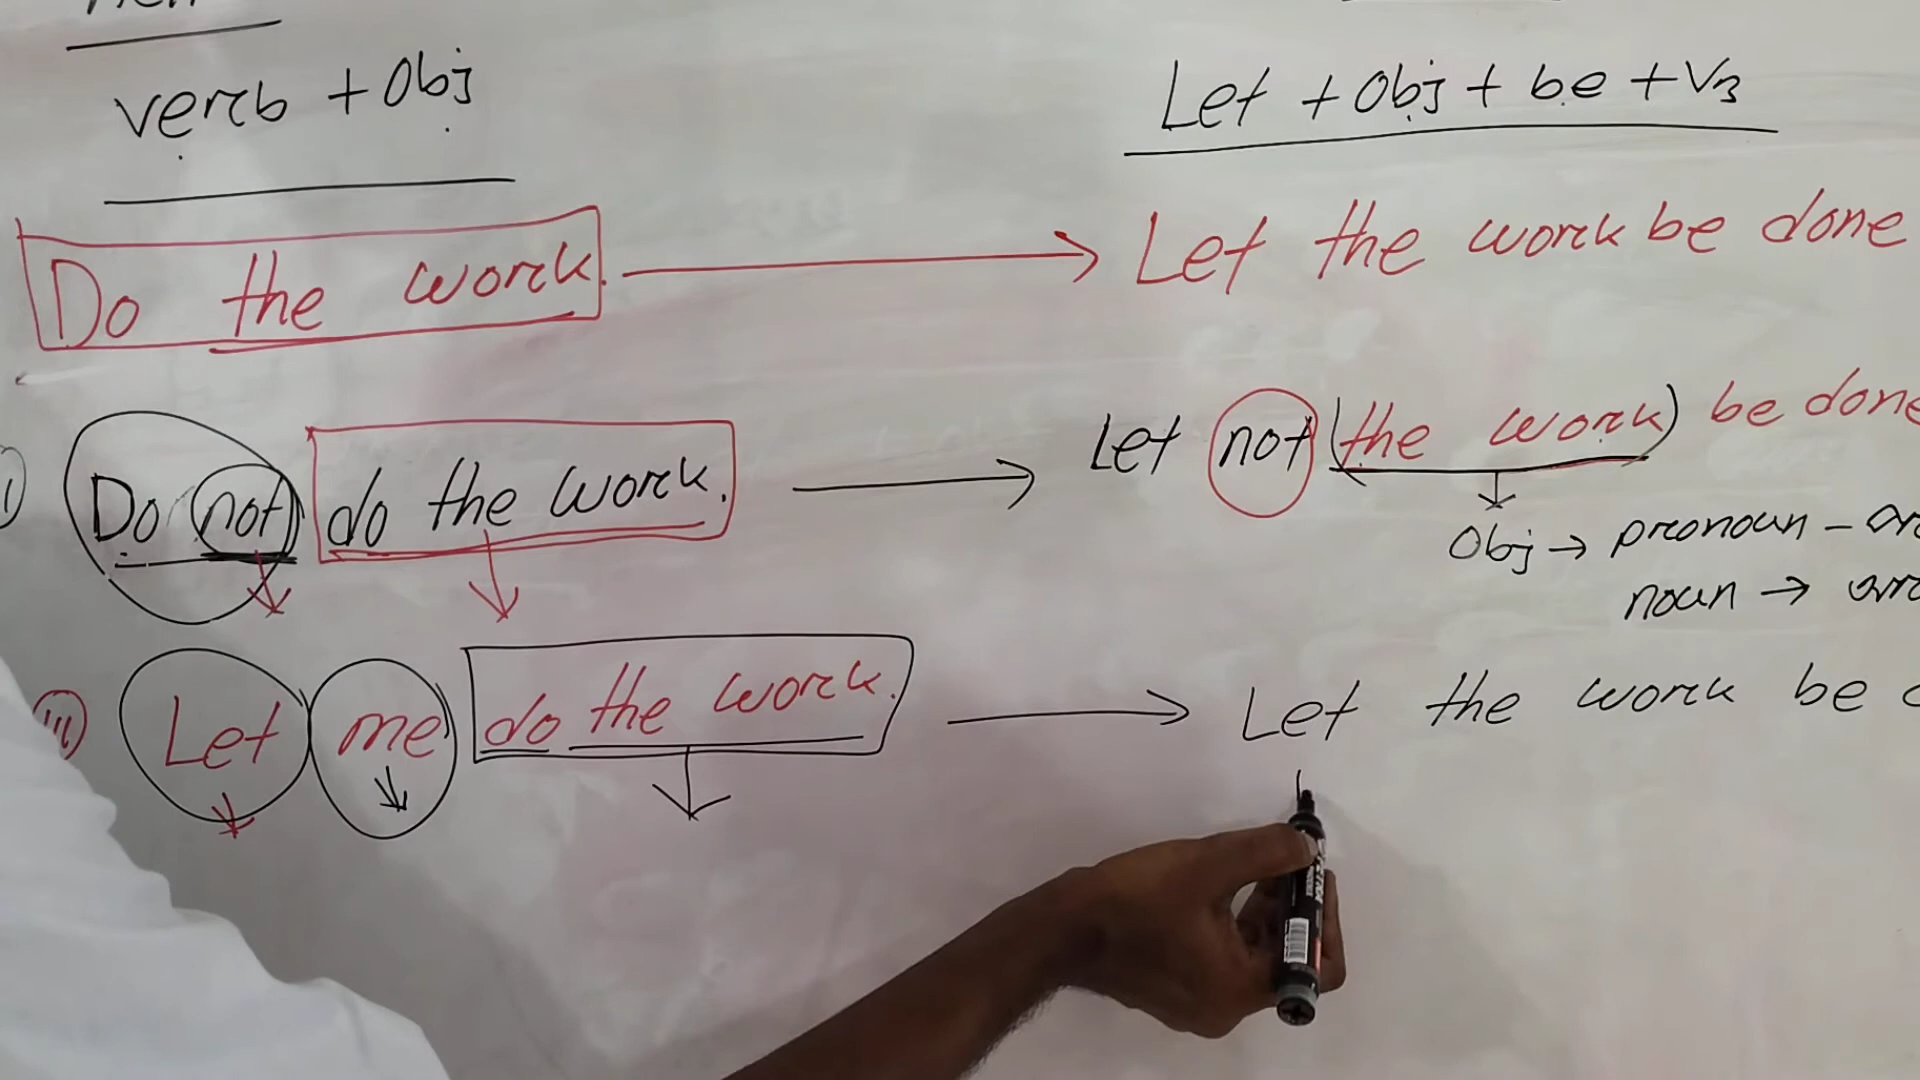 verb + Obj
Let + Obj + be + V3
Do the work.
Let the work be done
Do not do the work.
Let not (the work) be done
Obj → pronoun –
noun →
iii Let me do the work.
Let the work be